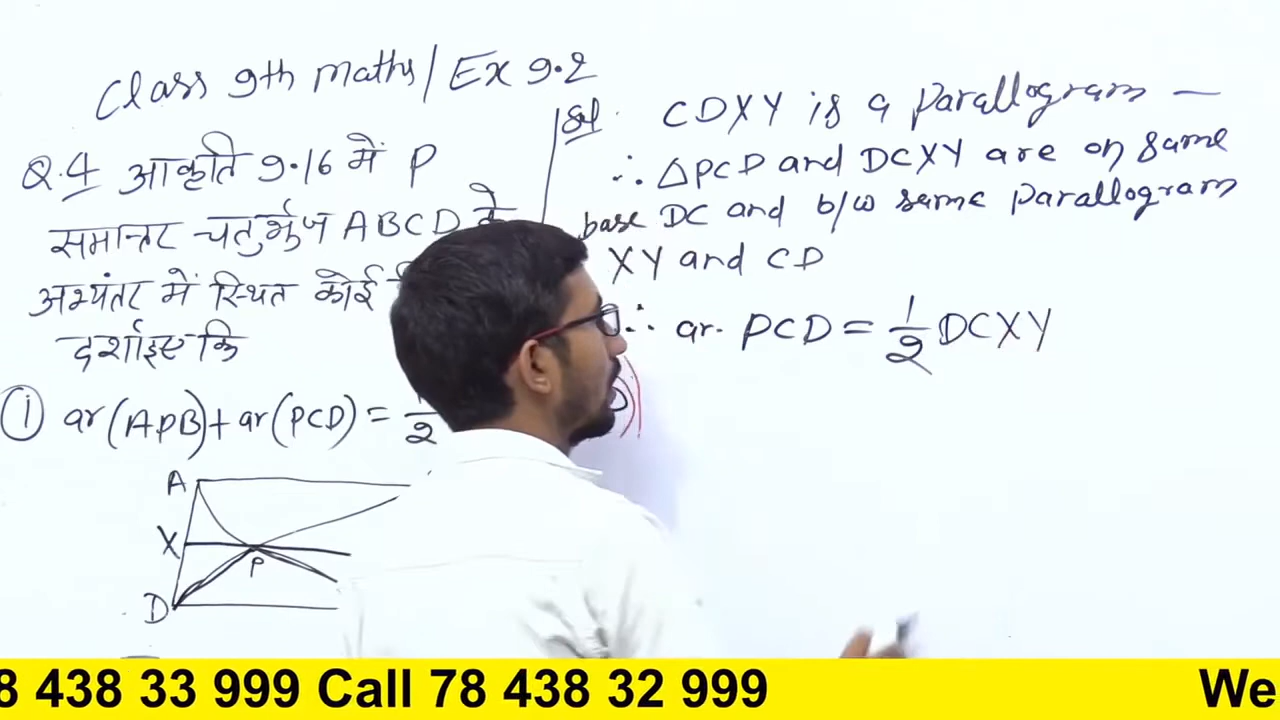 Class 9th maths / Ex 9.2
Q.4 आकृति 9.16 में P
समान्तर चतुर्भुज ABCD के
अभ्यंतर में स्थित कोई
दर्शाइए कि
① ar(APB)+ar(PCD)=1/2
A
X
P
D
Sol. CDXY is a Parallogram —
∴ △PCD and DCXY are on same
base DC and b/w same Parallogram
XY and CD
∴ ar. PCD = 1/2 DCXY
8 438 33 999 Call 78 438 32 999 We